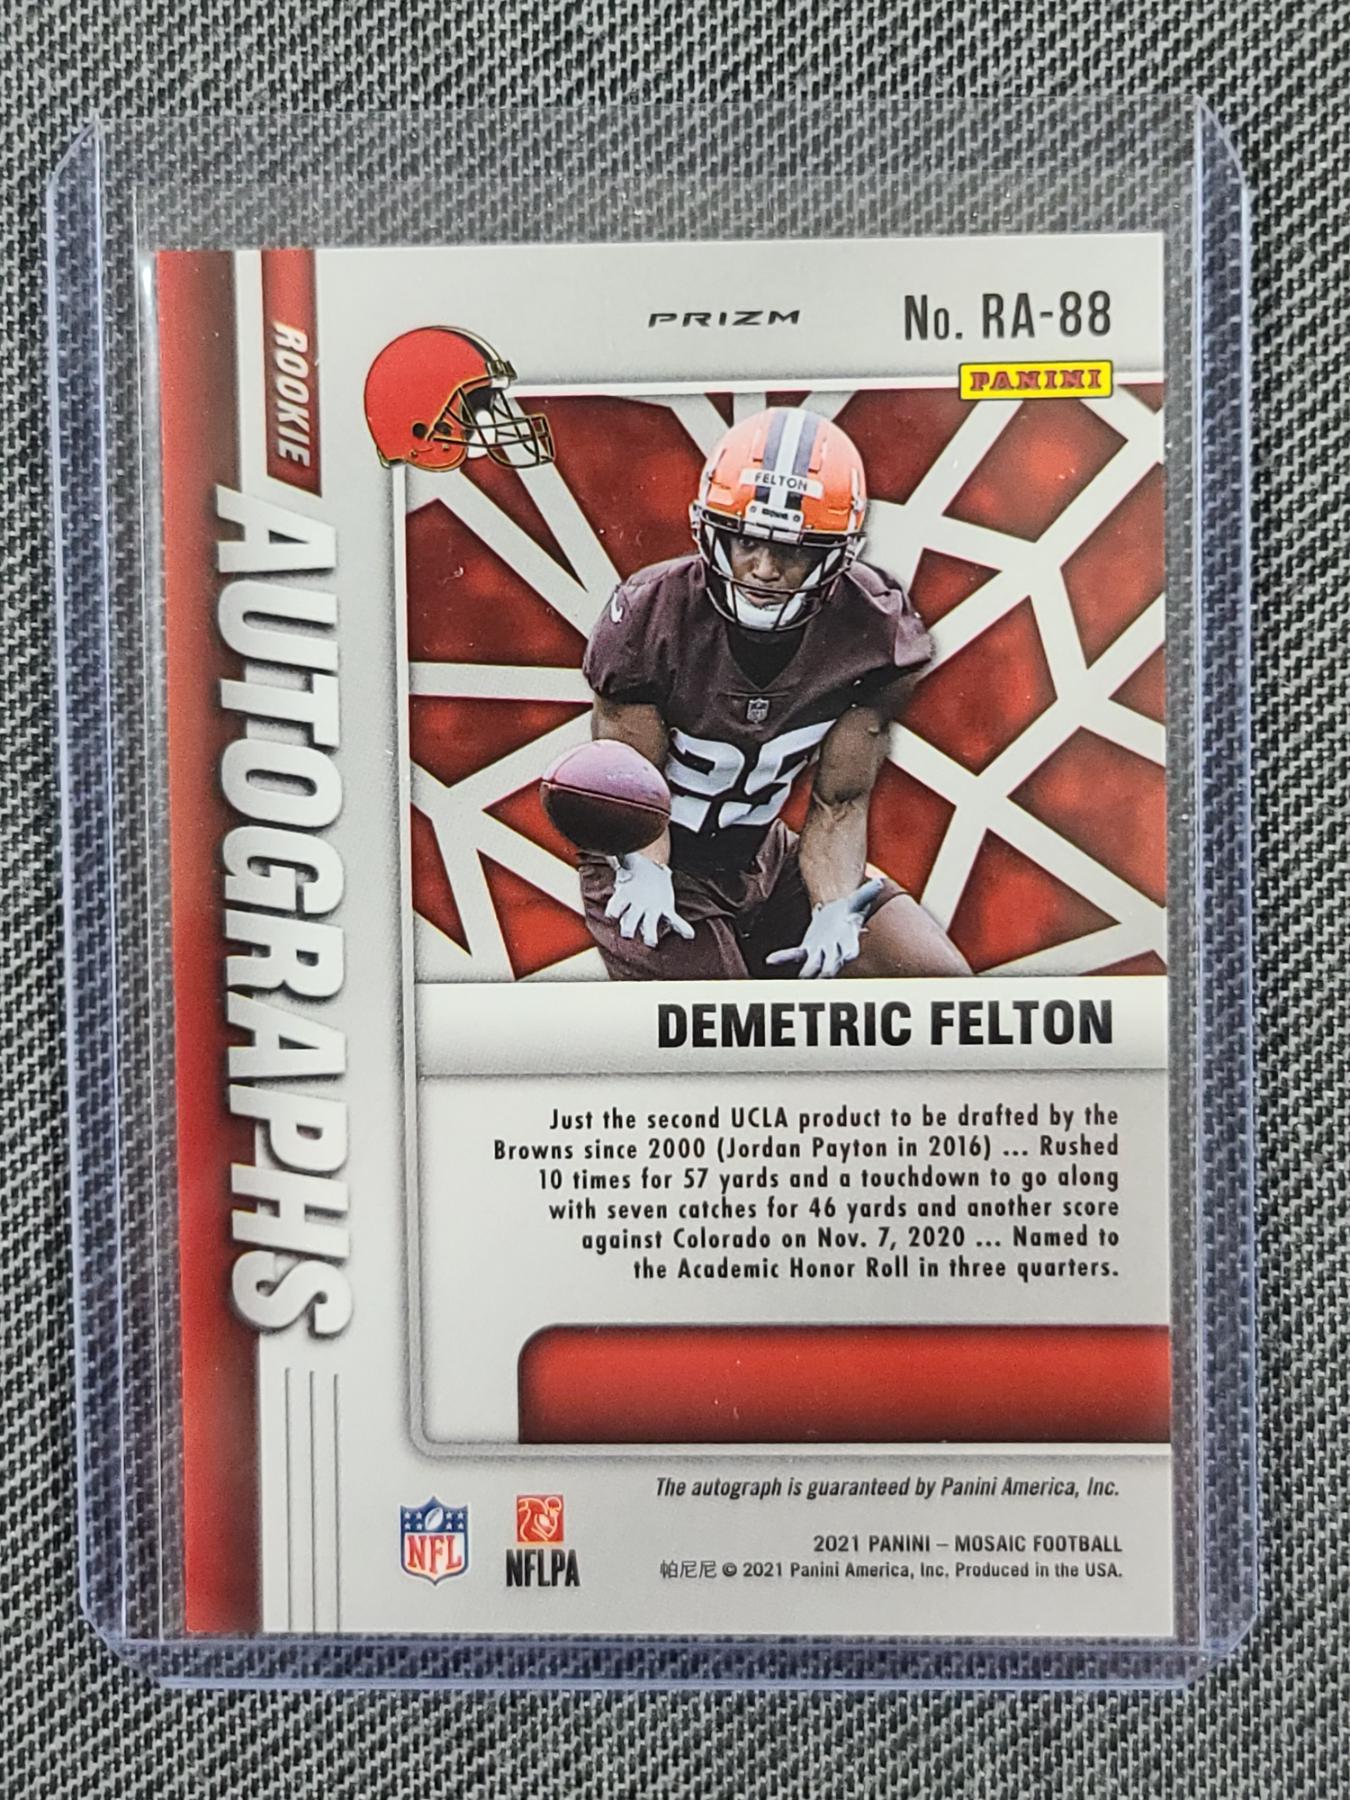 PRIZM
No. RA-88
PANINI
ROOKIE
AUTOGRAPHS
FELTON
25
DEMETRIC FELTON
Just the second UCLA product to be drafted by the
Browns since 2000 (Jordan Payton in 2016) ... Rushed
10 times for 57 yards and a touchdown to go along
with seven catches for 46 yards and another score
against Colorado on Nov. 7, 2020 ... Named to
the Academic Honor Roll in three quarters.
The autograph is guaranteed by Panini America, Inc.
NFL
NFLPA
2021 PANINI – MOSAIC FOOTBALL
帕尼尼 © 2021 Panini America, Inc. Produced in the USA.